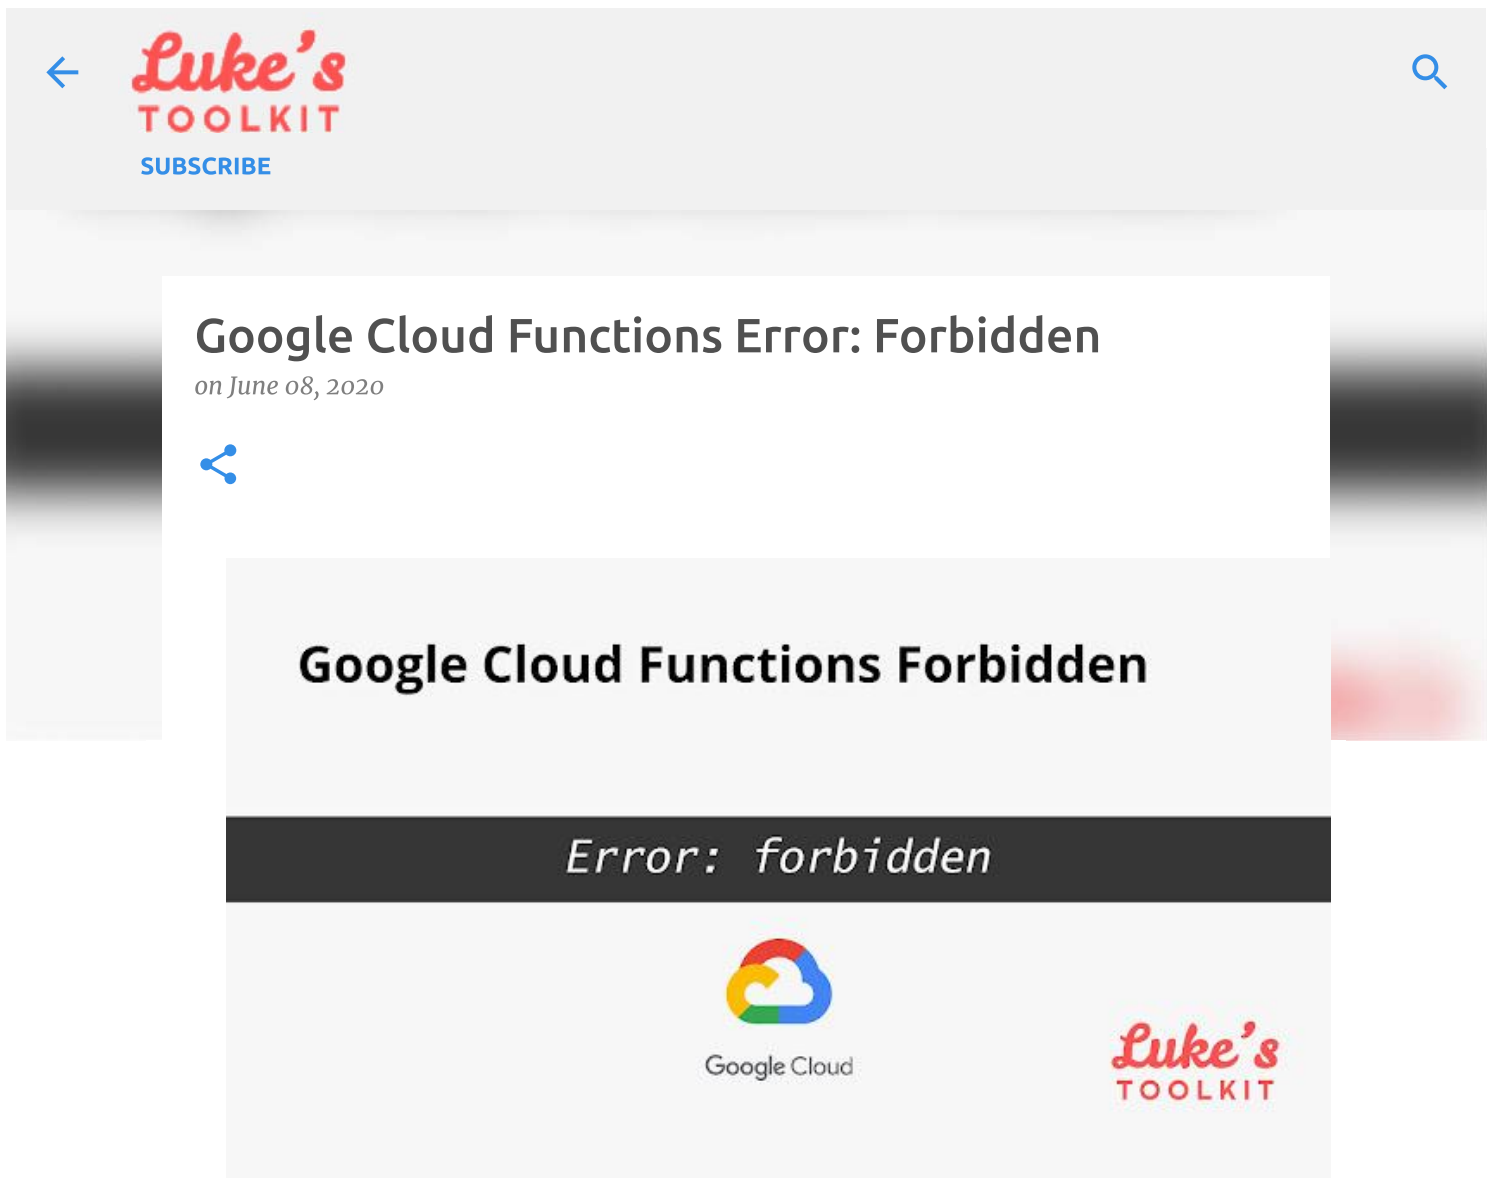 Luke's
TOOLKIT
SUBSCRIBE
Google Cloud Functions Error: Forbidden
on June 08, 2020
Google Cloud Functions Forbidden
Error: forbidden
Google Cloud
Luke's
TOOLKIT